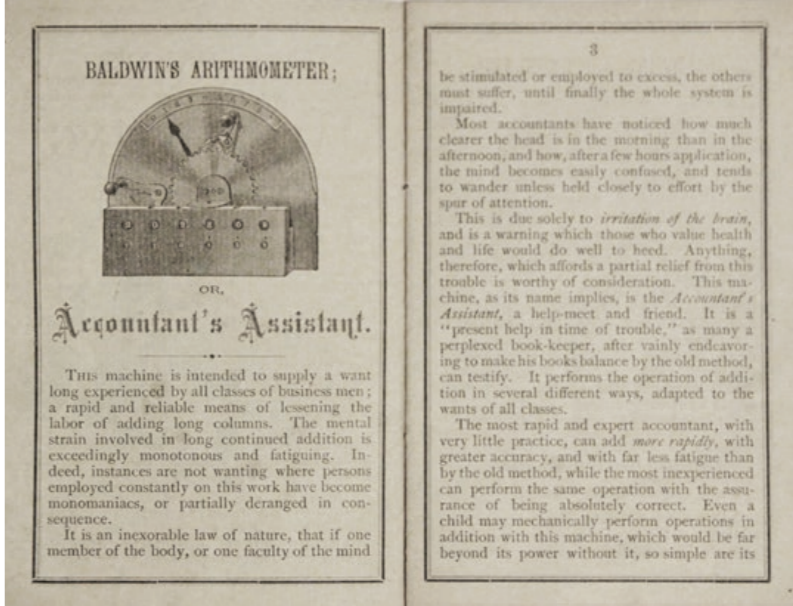 BALDWIN'S ARITHMOMETER;
OR,
Accountant's Assistant.
THIS machine is intended to supply a want
long experienced by all classes of business men;
a rapid and reliable means of lessening the
labor of adding long columns. The mental
strain involved in long continued addition is
exceedingly monotonous and fatiguing. In-
deed, instances are not wanting where persons
employed constantly on this work have become
monomaniacs, or partially deranged in con-
sequence.
It is an inexorable law of nature, that if one
member of the body, or one faculty of the mind
3
be stimulated or employed to excess, the others
must suffer, until finally the whole system is
impaired.
Most accountants have noticed how much
clearer the head is in the morning than in the
afternoon, and how, after a few hours application,
the mind becomes easily confused, and tends
to wander unless held closely to effort by the
spur of attention.
This is due solely to irritation of the brain,
and is a warning which those who value health
and life would do well to heed. Anything,
therefore, which affords a partial relief from this
trouble is worthy of consideration. This ma-
chine, as its name implies, is the Accountant's
Assistant, a help-meet and friend. It is a
"present help in time of trouble," as many a
perplexed book-keeper, after vainly endeavor-
ing to make his books balance by the old method,
can testify. It performs the operation of addi-
tion in several different ways, adapted to the
wants of all classes.
The most rapid and expert accountant, with
very little practice, can add more rapidly, with
greater accuracy, and with far less fatigue than
by the old method, while the most inexperienced
can perform the same operation with the assu-
rance of being absolutely correct. Even a
child may mechanically perform operations in
addition with this machine, which would be far
beyond its power without it, so simple are its